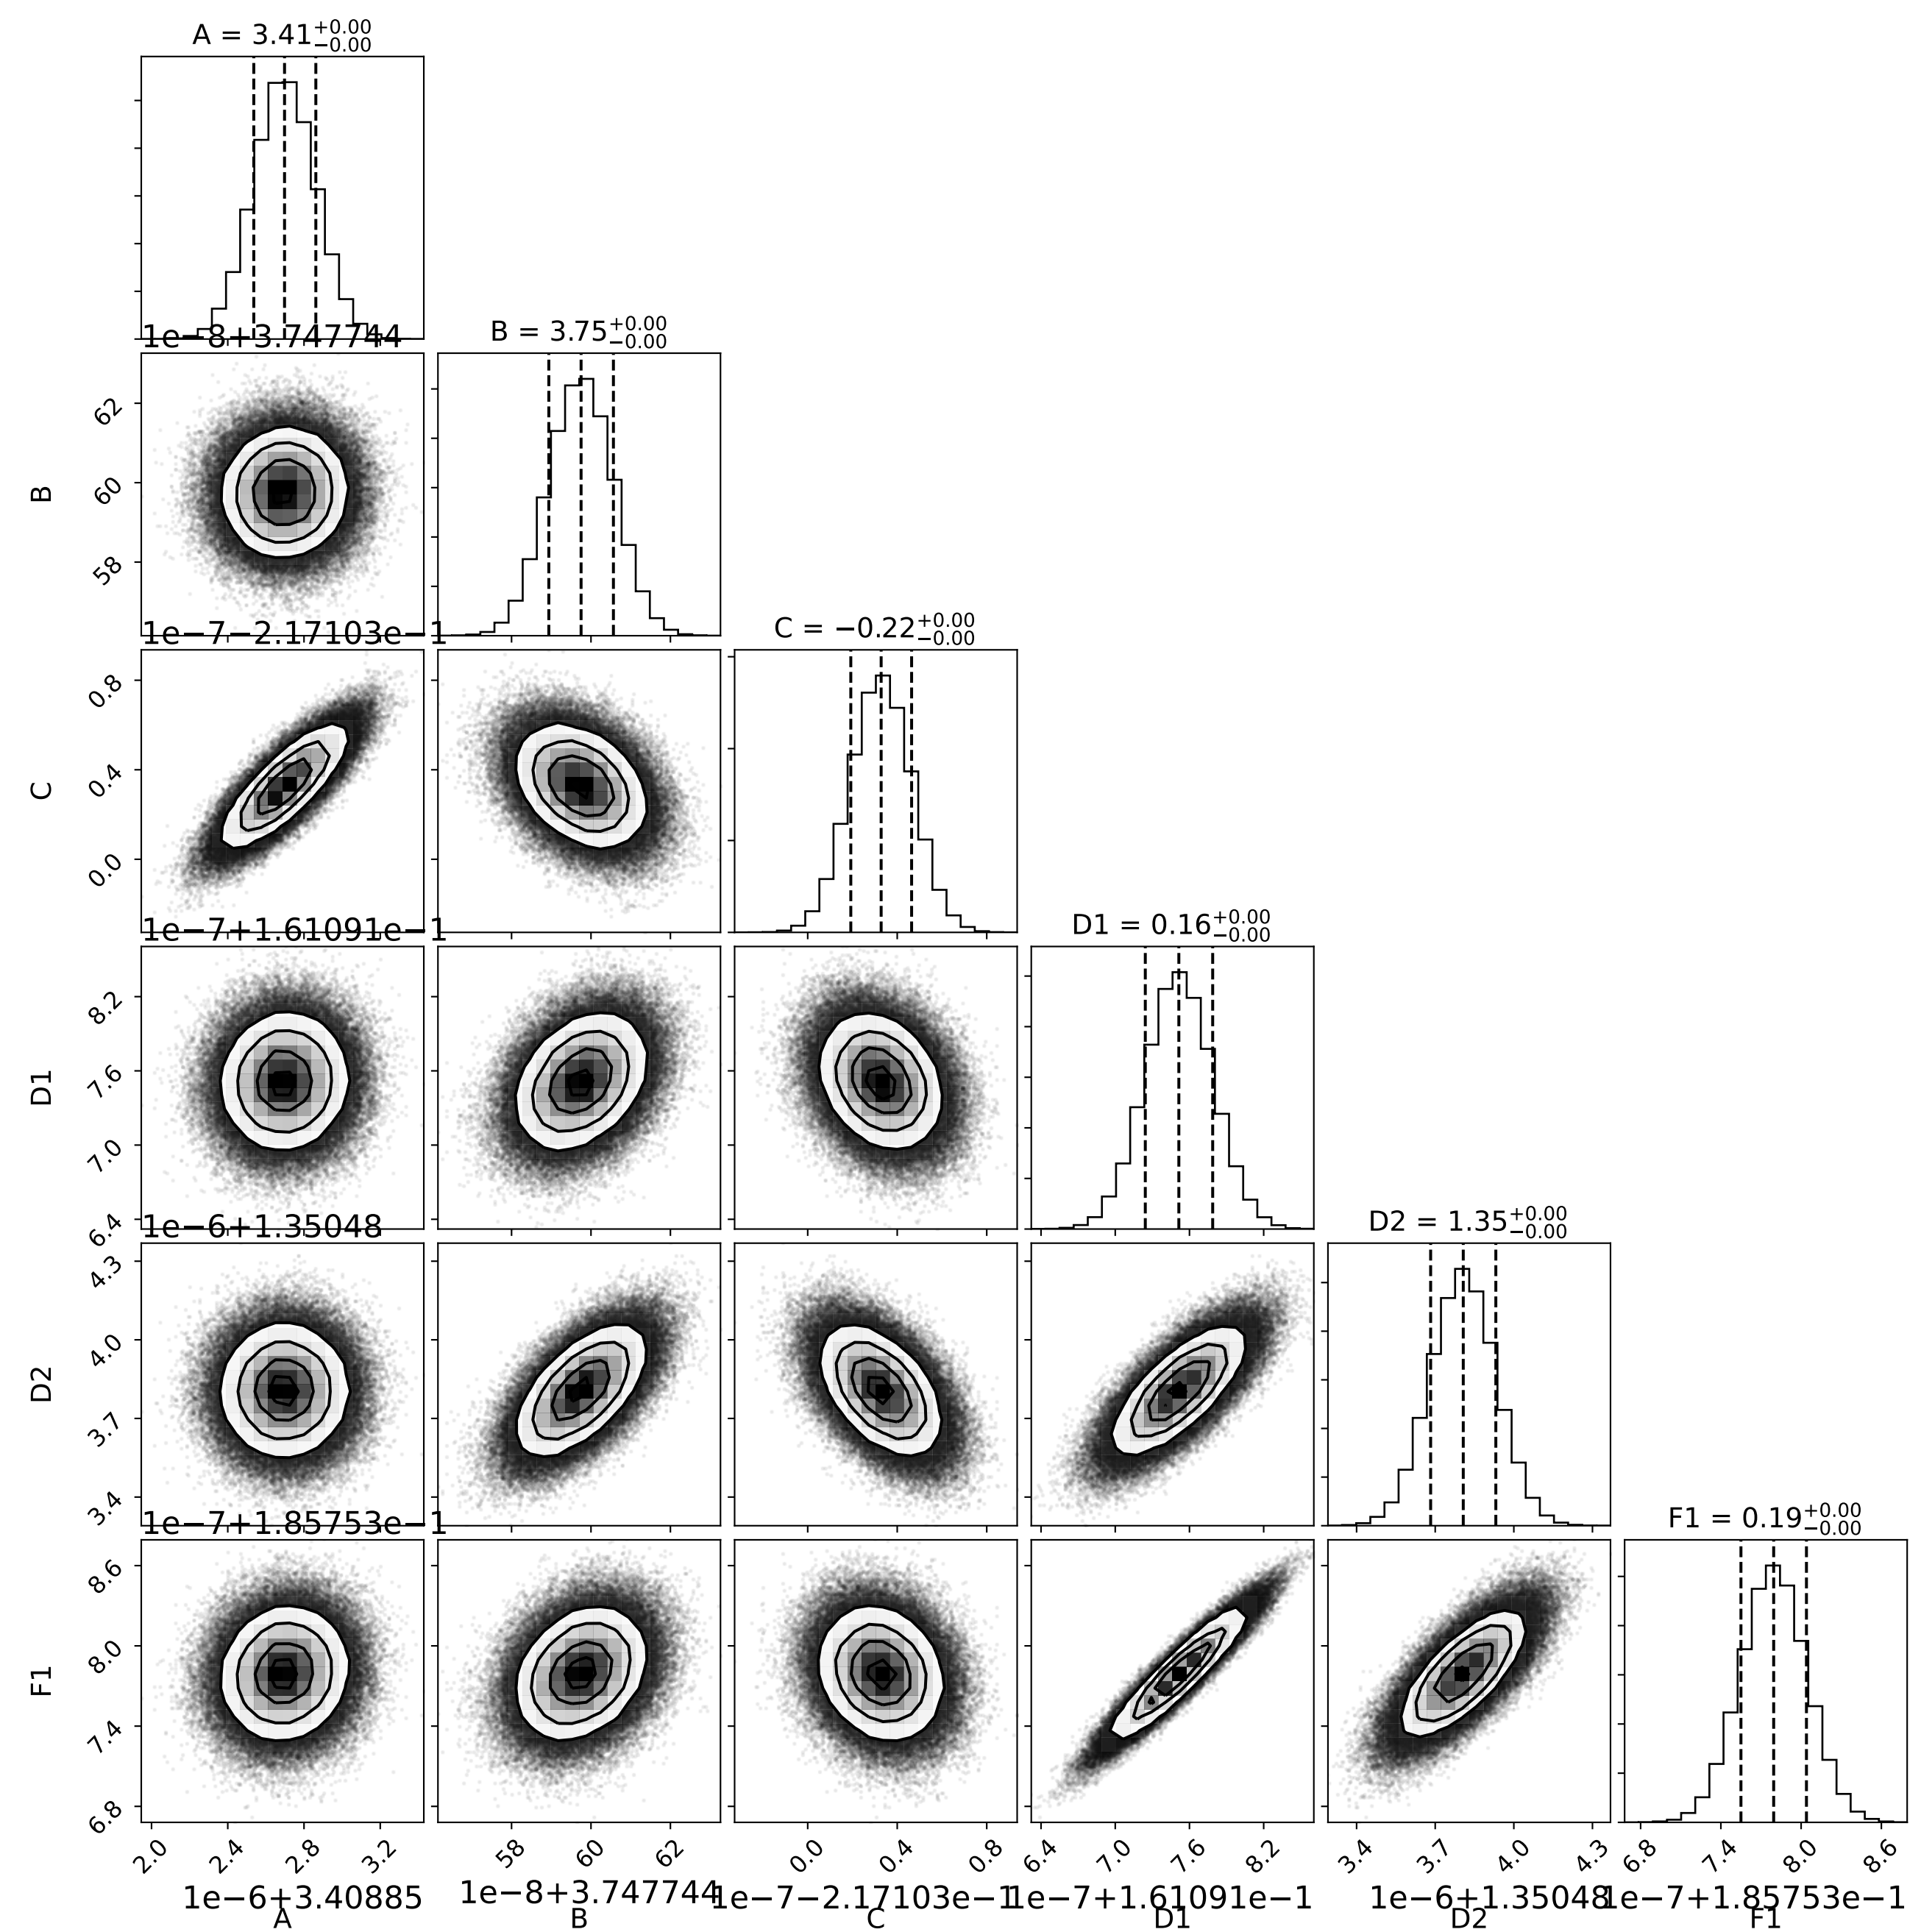 A = 3.41+0.00−0.00
1e−8+3.747744
B = 3.75+0.00−0.00
B
62
60
58
1e−7−2.17103e−1
C = −0.22+0.00−0.00
C
0.8
0.4
0.0
1e−7+1.61091e−1
D1 = 0.16+0.00−0.00
D1
8.2
7.6
7.0
6.4
1e−6+1.35048
D2 = 1.35+0.00−0.00
D2
4.3
4.0
3.7
3.4
1e−7+1.85753e−1
F1 = 0.19+0.00−0.00
F1
8.6
8.0
7.4
6.8
2.0 2.4 2.8 3.2 58 60 62 0.0 0.4 0.8 6.4 7.0 7.6 8.2 3.4 3.7 4.0 4.3 6.8 7.4 8.0 8.6
1e−6+3.40885 1e−8+3.747744 1e−7−2.17103e−1 1e−7+1.61091e−1 1e−6+1.35048 1e−7+1.85753e−1
A B C D1 D2 F1